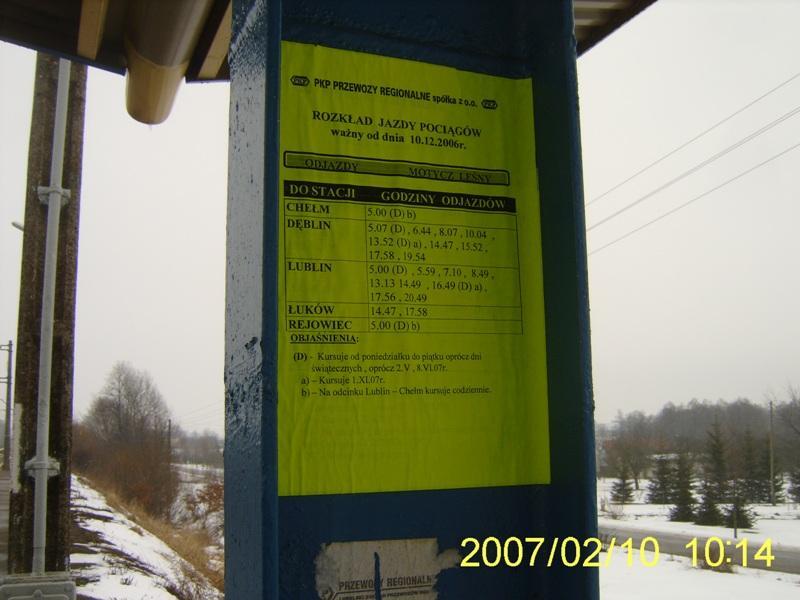 PKP PRZEWOZY REGIONALNE spółka z o.o. PKP
ROZKŁAD JAZDY POCIĄGÓW
ważny od dnia 10.12.2006r.
ODJAZDY MOTYCZ LEŚNY
DO STACJI GODZINY ODJAZDÓW
CHEŁM 5.00 (D) b)
DĘBLIN 5.07 (D) , 6.44 , 8.07 , 10.04 ,
13.52 (D) a) , 14.47 , 15.52 ,
17.58 , 19.54
LUBLIN 5.00 (D) , 5.59 , 7.10 , 8.49 ,
13.13 14.49 , 16.49 (D) a) ,
17.56 , 20.49
ŁUKÓW 14.47 , 17.58
REJOWIEC 5.00 (D) b)
OBJAŚNIENIA:
(D) - Kursuje od poniedziałku do piątku oprócz dni
świątecznych , oprócz 2.V , 8.VI.07r.
a) – Kursuje 1.XI.07r.
b) – Na odcinku Lublin – Chełm kursuje codziennie.
PRZEWOZY REGIONALN
2007/02/10 10:14